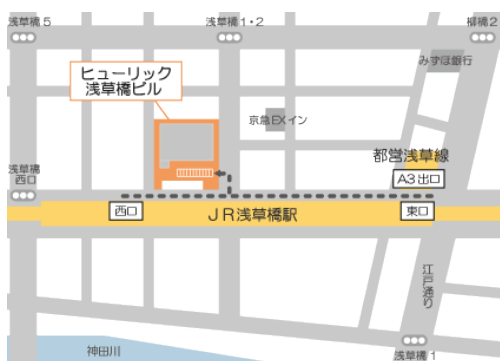 浅草橋5
浅草橋1・2
柳橋2
みずほ銀行
ヒューリック
浅草橋ビル
京急EXイン
都営浅草線
A3出口
浅草橋
西口
西口
JR浅草橋駅
東口
江戸通り
神田川
浅草橋1